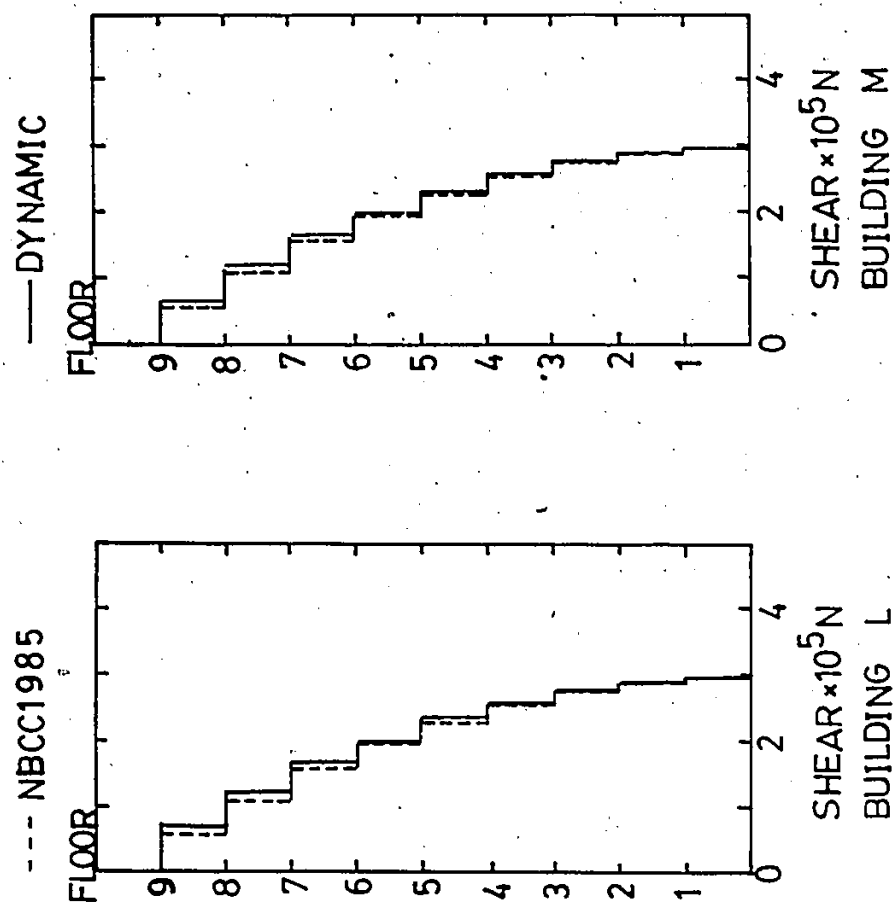 --- NBCC1985
—— DYNAMIC
FLOOR
9
8
7
6
5
4
3
2
1
0 2 4
SHEAR×10⁵N
BUILDING L
FLOOR
9
8
7
6
5
4
3
2
1
0 2 4
SHEAR×10⁵N
BUILDING M